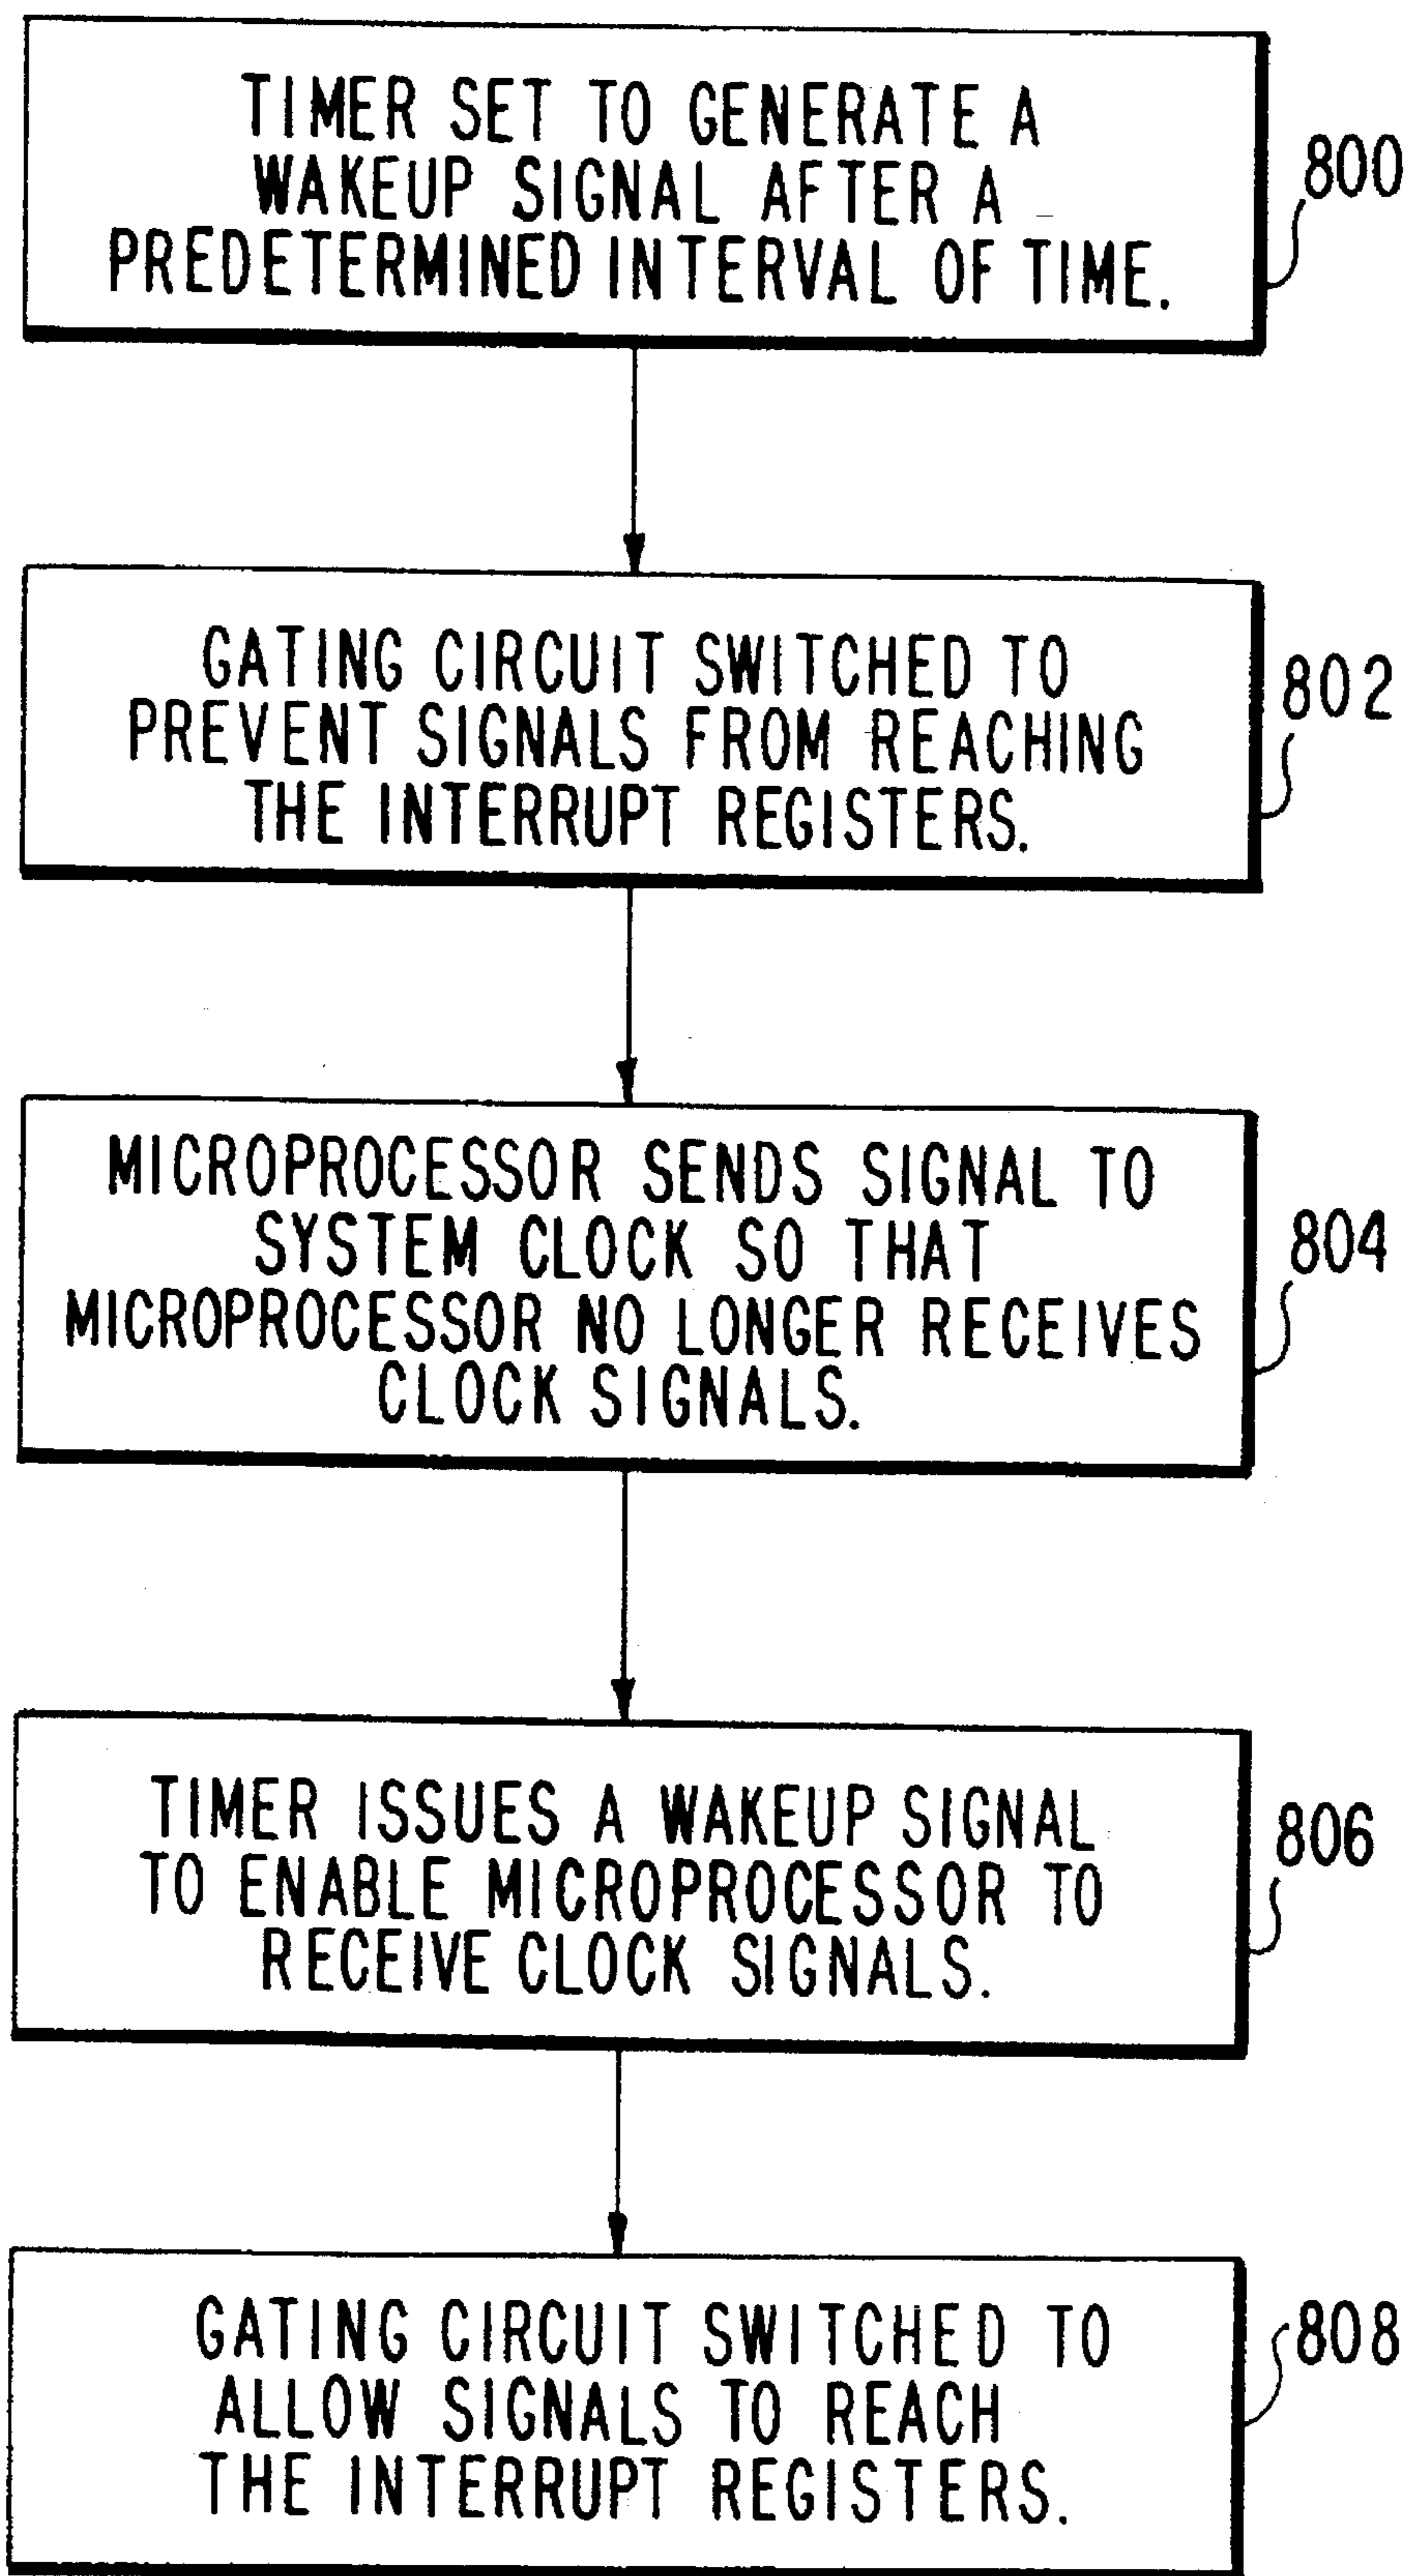 TIMER SET TO GENERATE A
WAKEUP SIGNAL AFTER A
PREDETERMINED INTERVAL OF TIME.
800
GATING CIRCUIT SWITCHED TO
PREVENT SIGNALS FROM REACHING
THE INTERRUPT REGISTERS.
802
MICROPROCESSOR SENDS SIGNAL TO
SYSTEM CLOCK SO THAT
MICROPROCESSOR NO LONGER RECEIVES
CLOCK SIGNALS.
804
TIMER ISSUES A WAKEUP SIGNAL
TO ENABLE MICROPROCESSOR TO
RECEIVE CLOCK SIGNALS.
806
GATING CIRCUIT SWITCHED TO
ALLOW SIGNALS TO REACH
THE INTERRUPT REGISTERS.
808